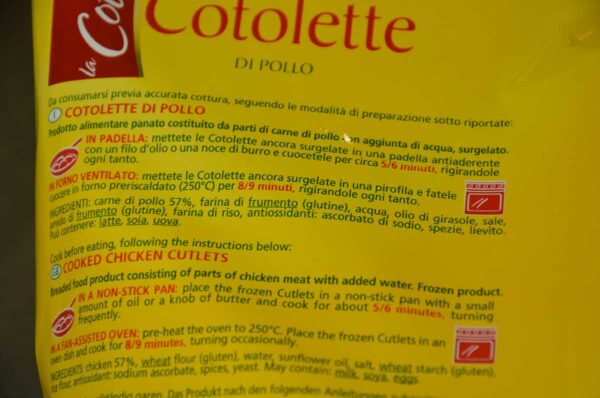 la Co
Cotolette
DI POLLO
Da consumarsi previa accurata cottura, seguendo le modalità di preparazione sotto riportate:
I COTOLETTE DI POLLO
Prodotto alimentare panato costituito da parti di carne di pollo con aggiunta di acqua, surgelato.
IN PADELLA: mettete le Cotolette ancora surgelate in una padella antiaderente
con un filo d'olio o una noce di burro e cuocetele per circa 5/6 minuti, rigirandole
ogni tanto.
IN FORNO VENTILATO: mettete le Cotolette ancora surgelate in una pirofila e fatele
cuocere in forno preriscaldato (250°C) per 8/9 minuti, rigirandole ogni tanto.
INGREDIENTI: carne di pollo 57%, farina di frumento (glutine), acqua, olio di girasole, sale,
amido di frumento (glutine), farina di riso, antiossidanti: ascorbato di sodio, spezie, lievito.
Può contenere: latte, soia, uova.
Cook before eating, following the instructions below:
GB COOKED CHICKEN CUTLETS
Breaded food product consisting of parts of chicken meat with added water. Frozen product.
IN A NON-STICK PAN: place the frozen Cutlets in a non-stick pan with a small
amount of oil or a knob of butter and cook for about 5/6 minutes, turning
frequently.
IN A FAN-ASSISTED OVEN: pre-heat the oven to 250°C. Place the frozen Cutlets in an
oven dish and cook for 8/9 minutes, turning occasionally.
INGREDIENTS: chicken 57%, wheat flour (gluten), water, sunflower oil, salt, wheat starch (gluten),
rice flour, antioxidant: sodium ascorbate, spices, yeast. May contain: milk, soya, eggs.
garen. Das Produkt nach den folgenden Anleitungen